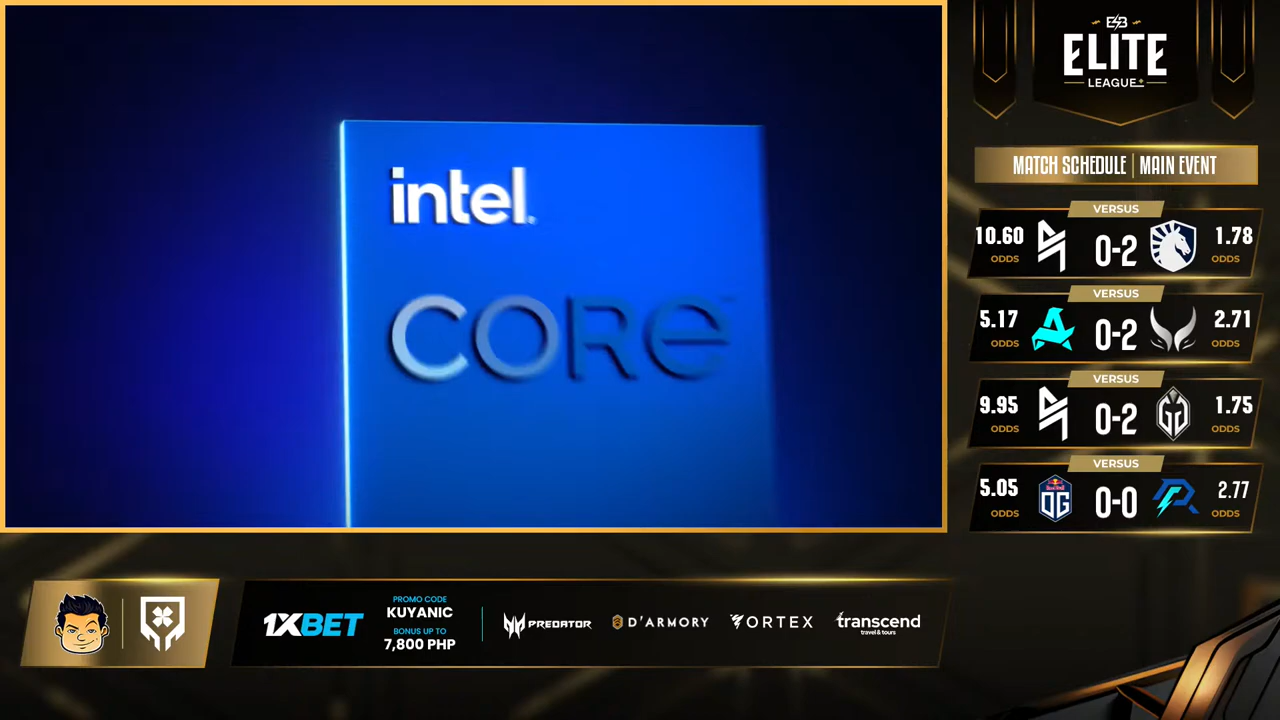 intel.
CORE
ESB
ELITE
LEAGUE
MATCH SCHEDULE | MAIN EVENT
VERSUS
10.60 0-2 1.78
ODDS ODDS
VERSUS
5.17 0-2 2.71
ODDS ODDS
VERSUS
9.95 0-2 1.75
ODDS ODDS
VERSUS
5.05 OG 0-0 2.77
ODDS ODDS
1XBET
PROMO CODE
KUYANIC
BONUS UP TO
7,800 PHP
PREDATOR
D'ARMORY
VORTEX
transcend
travel & tours